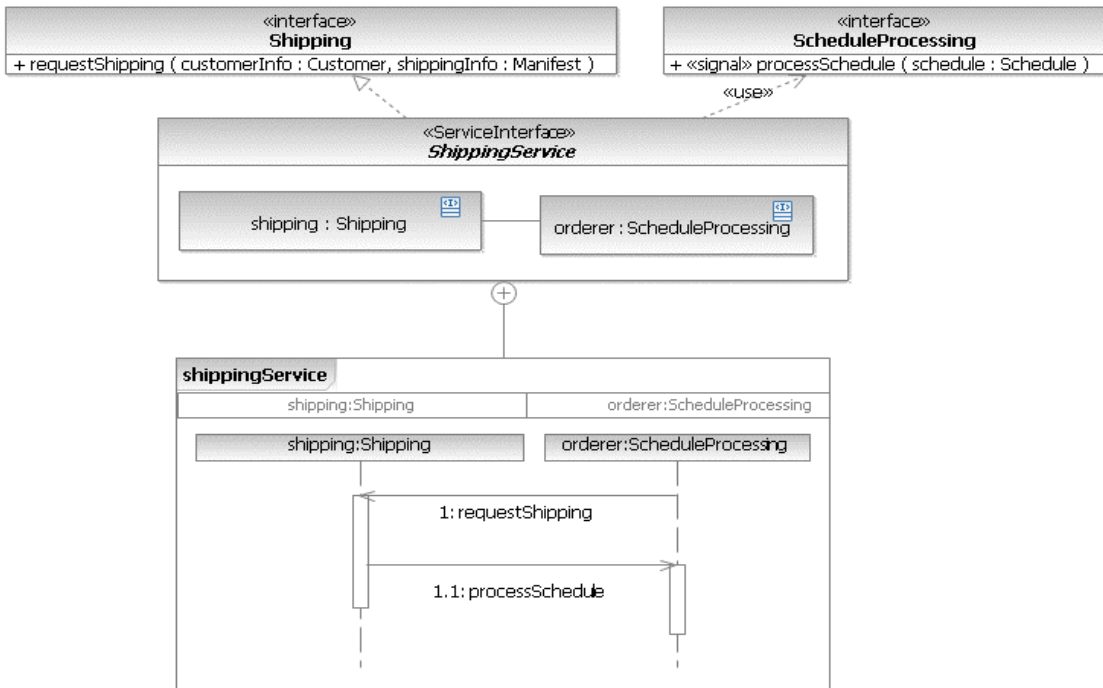 «interface»
Shipping
+ requestShipping ( customerInfo : Customer, shippingInfo : Manifest )
«interface»
ScheduleProcessing
+ «signal» processSchedule ( schedule : Schedule )
«use»
«ServiceInterface»
ShippingService
shipping : Shipping
orderer : ScheduleProcessing
shippingService
shipping:Shipping
orderer:ScheduleProcessing
shipping:Shipping
orderer:ScheduleProcessing
1: requestShipping
1.1: processSchedule